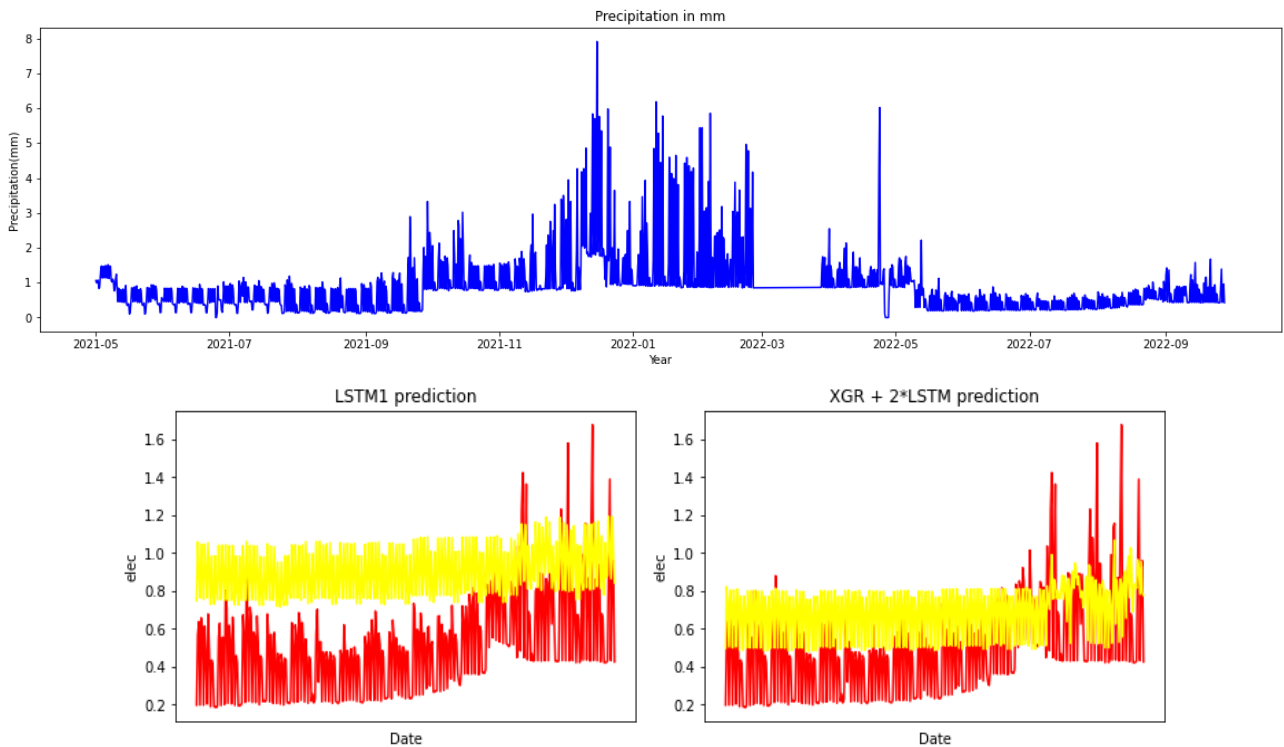 Precipitation in mm
Precipitation(mm)
8
7
6
5
4
3
2
1
0
2021-05 2021-07 2021-09 2021-11 2022-01 2022-03 2022-05 2022-07 2022-09
Year
LSTM1 prediction
elec
1.6
1.4
1.2
1.0
0.8
0.6
0.4
0.2
Date
XGR + 2*LSTM prediction
elec
1.6
1.4
1.2
1.0
0.8
0.6
0.4
0.2
Date